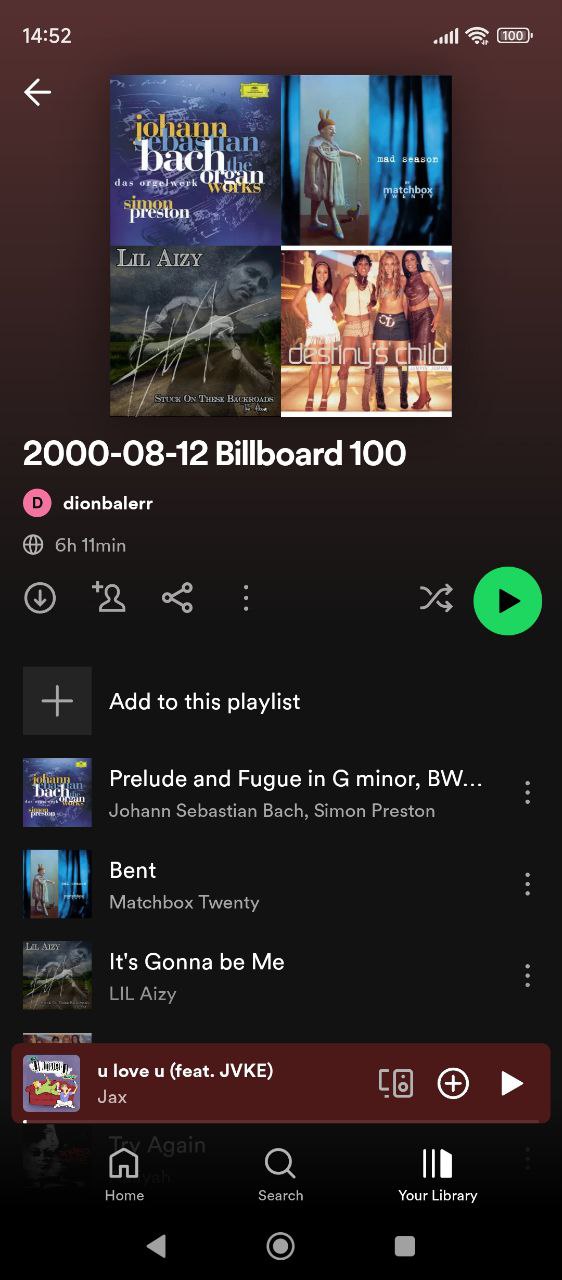 14:52
100
johann
sebastian
bach the
das orgelwerk organ
works
simon
preston
mad season
BY
matchbox
TWENTY
LIL AIZY
STUCK ON THESE BACKROADS
destiny's child
2000-08-12 Billboard 100
D dionbalerr
6h 11min
Add to this playlist
Prelude and Fugue in G minor, BW...
Johann Sebastian Bach, Simon Preston
Bent
Matchbox Twenty
It's Gonna be Me
LIL Aizy
u love u (feat. JVKE)
Jax
Try Again
Home
Search
Your Library